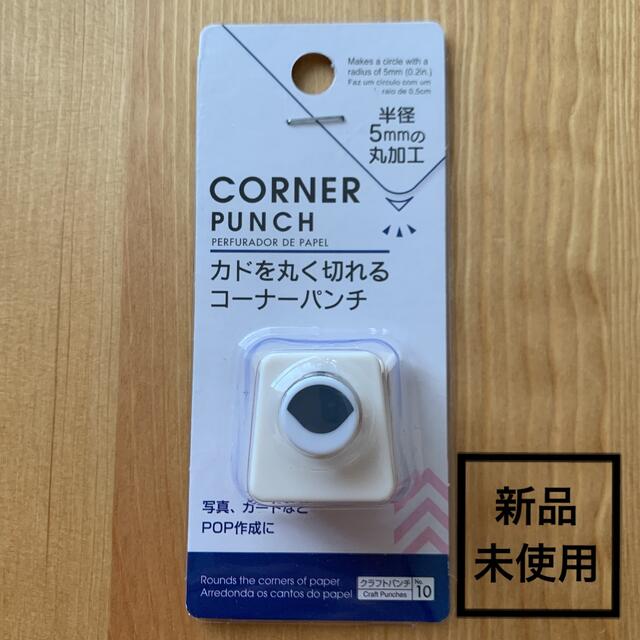 Makes a circle with a
radius of 5mm (0.2in.)
Faz um círculo com um
raio de 0,5cm
半径
5mmの
丸加工
CORNER
PUNCH
PERFURADOR DE PAPEL
カドを丸く切れる
コーナーパンチ
写真、カードなど
POP作成に
Rounds the corners of paper
Arredonda os cantos do papel
クラフトパンチ
Craft Punches
No.
10
新品
未使用